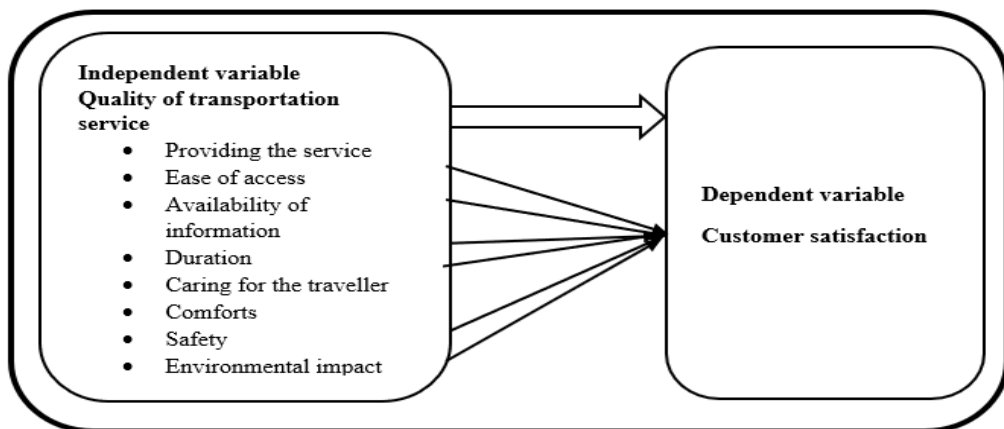 Independent variable
Quality of transportation
service
• Providing the service
• Ease of access
• Availability of
information
• Duration
• Caring for the traveller
• Comforts
• Safety
• Environmental impact
Dependent variable
Customer satisfaction